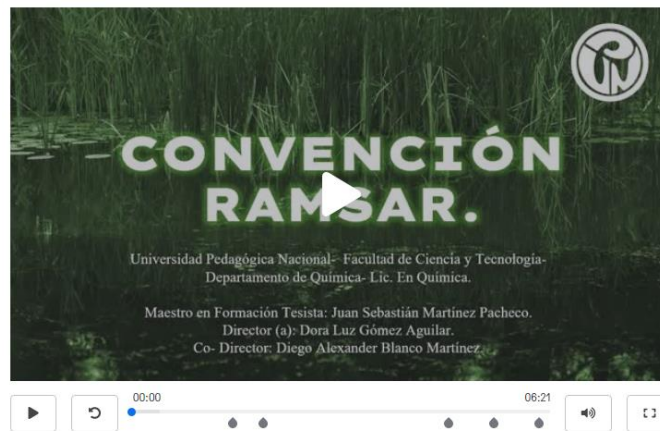 CONVENCIÓN
RAMSAR.
Universidad Pedagógica Nacional- Facultad de Ciencia y Tecnología-
Departamento de Química- Lic. En Química.
Maestro en Formación Tesista: Juan Sebastián Martínez Pacheco.
Director (a): Dora Luz Gómez Aguilar.
Co- Director: Diego Alexander Blanco Martínez.
00:00 06:21